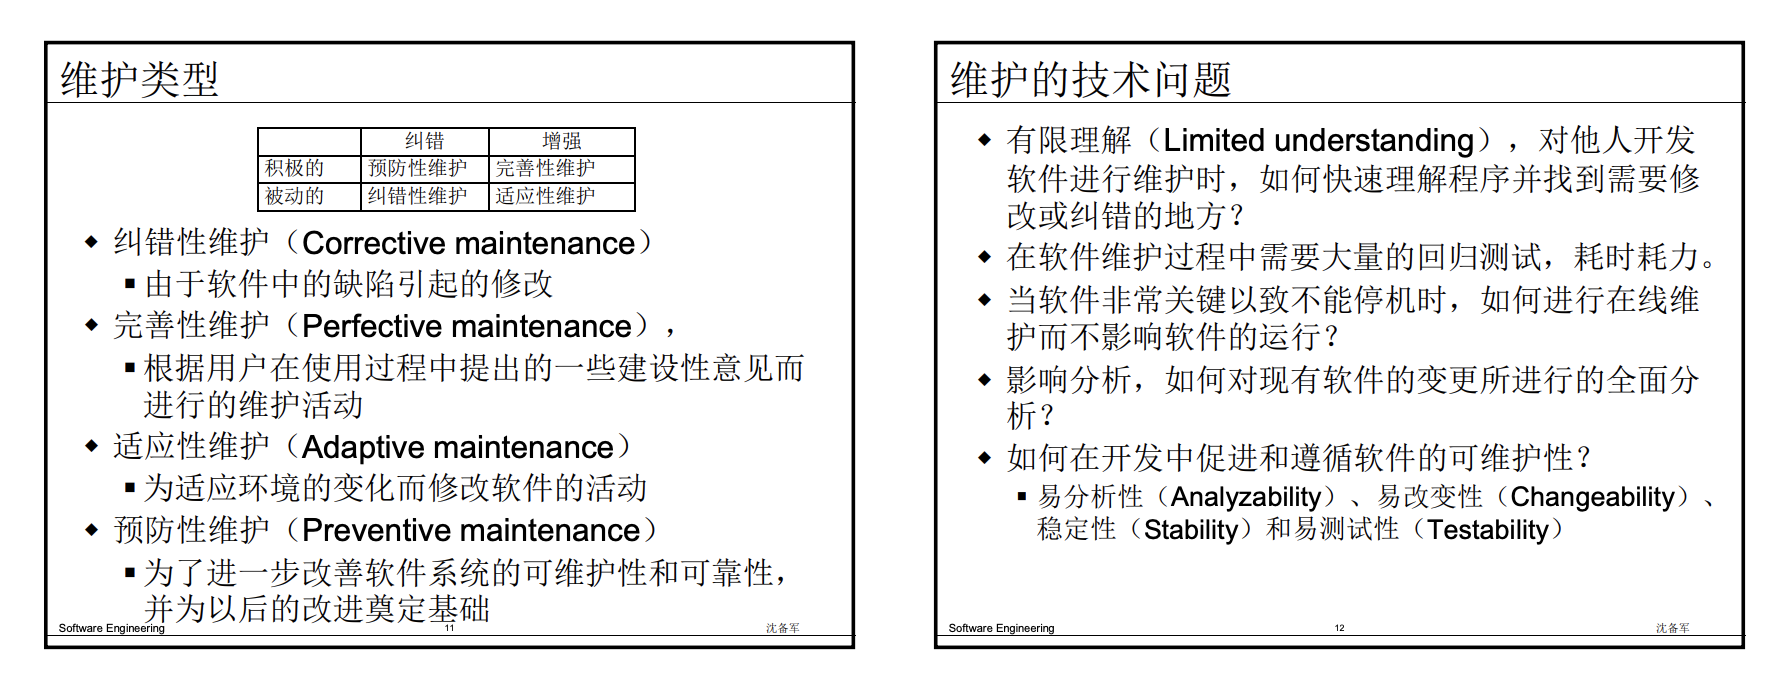 维护类型
纠错 增强
积极的 预防性维护 完善性维护
被动的 纠错性维护 适应性维护
◆ 纠错性维护（Corrective maintenance）
▪ 由于软件中的缺陷引起的修改
◆ 完善性维护（Perfective maintenance），
▪ 根据用户在使用过程中提出的一些建设性意见而
进行的维护活动
◆ 适应性维护（Adaptive maintenance）
▪ 为适应环境的变化而修改软件的活动
◆ 预防性维护（Preventive maintenance）
▪ 为了进一步改善软件系统的可维护性和可靠性，
并为以后的改进奠定基础
Software Engineering 11 沈备军
维护的技术问题
◆ 有限理解（Limited understanding），对他人开发
软件进行维护时，如何快速理解程序并找到需要修
改或纠错的地方？
◆ 在软件维护过程中需要大量的回归测试，耗时耗力。
◆ 当软件非常关键以致不能停机时，如何进行在线维
护而不影响软件的运行？
◆ 影响分析，如何对现有软件的变更所进行的全面分
析？
◆ 如何在开发中促进和遵循软件的可维护性？
▪ 易分析性（Analyzability）、易改变性（Changeability）、
稳定性（Stability）和易测试性（Testability）
Software Engineering 12 沈备军